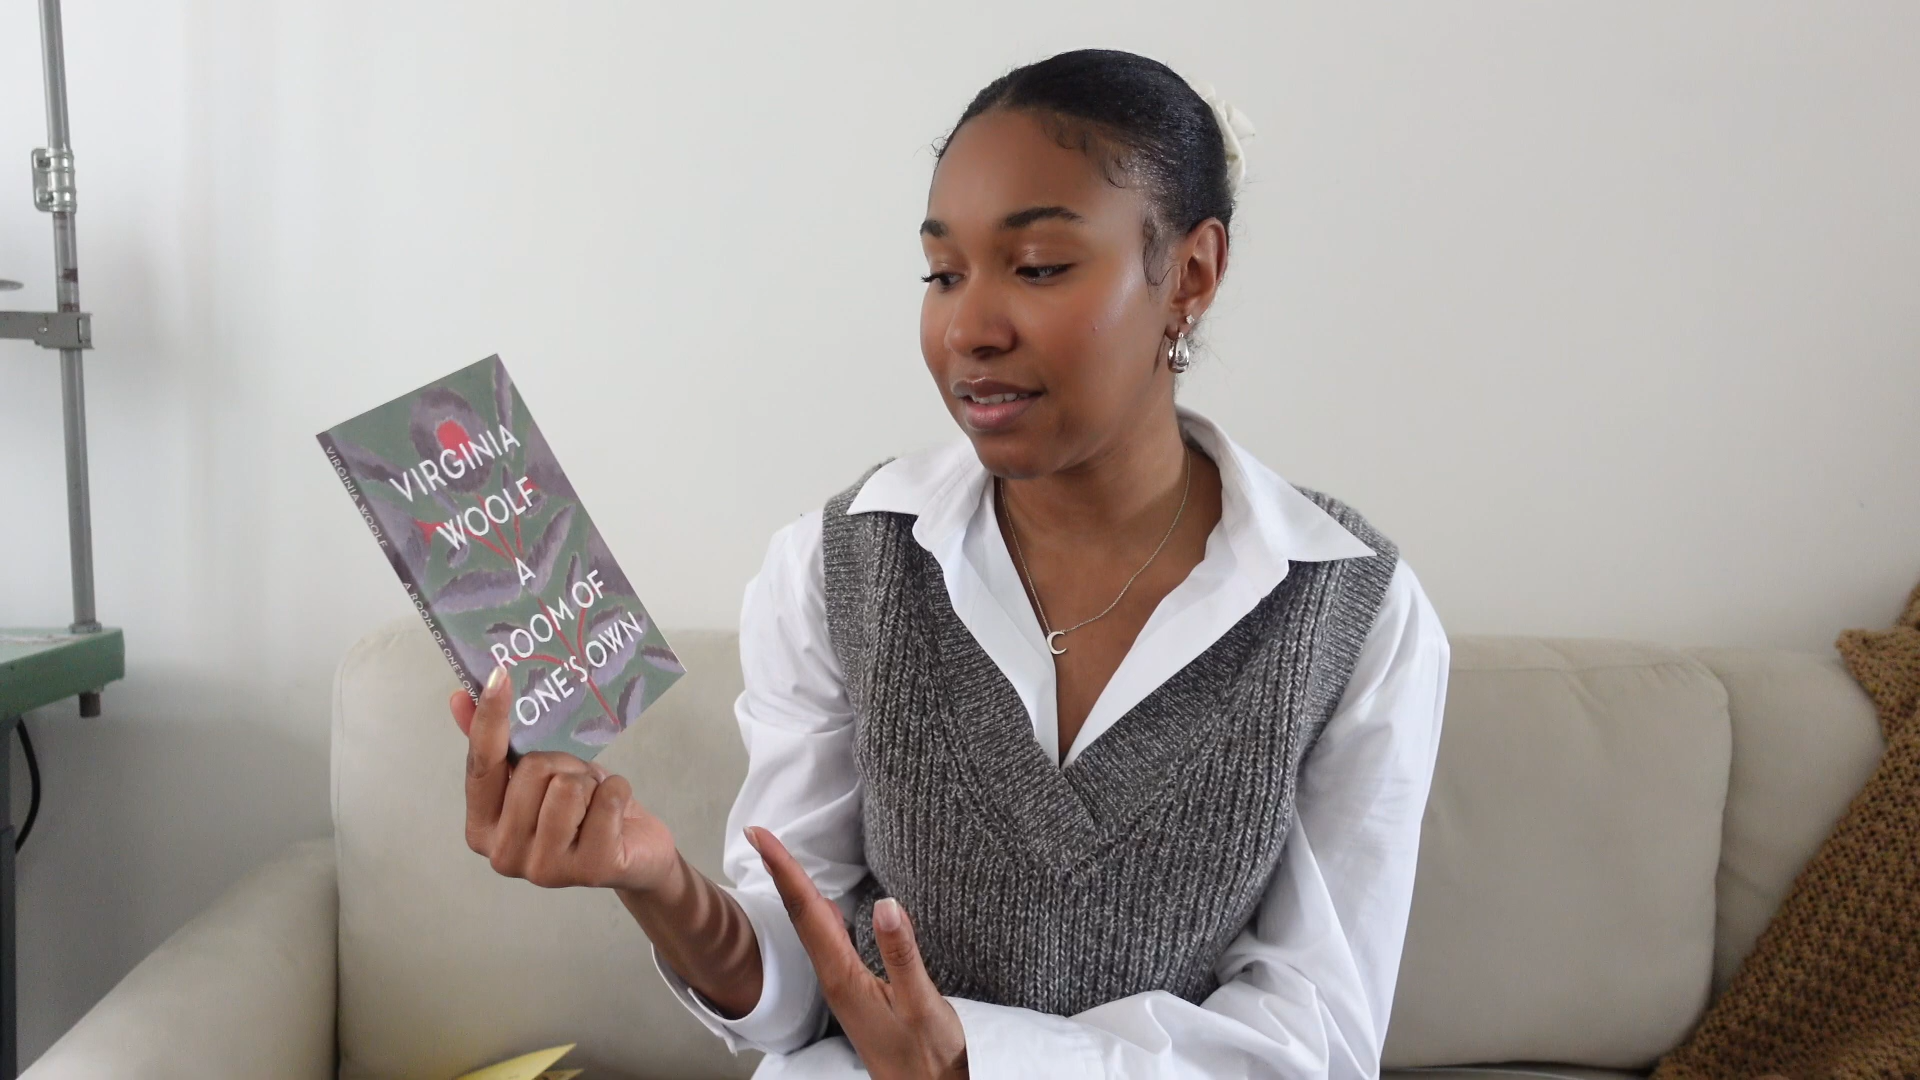 VIRGINIA
WOOLF
A
ROOM OF
ONE'S OWN
VIRGINIA WOOLF A ROOM OF ONE'S OWN